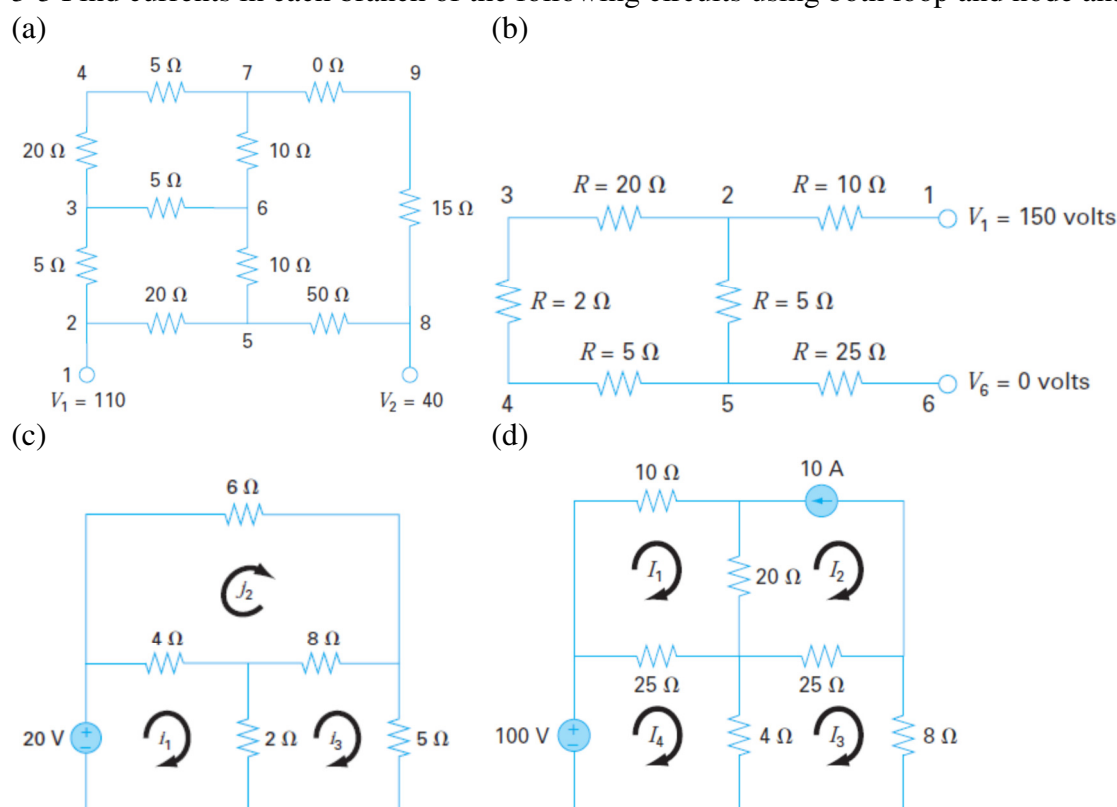 (a)
(b)
4
5 Ω
7
0 Ω
9
20 Ω
10 Ω
5 Ω
3
6
15 Ω
5 Ω
10 Ω
20 Ω
50 Ω
2
5
8
1
V₁ = 110
V₂ = 40
3
R = 20 Ω
2
R = 10 Ω
1
V₁ = 150 volts
R = 2 Ω
R = 5 Ω
R = 5 Ω
R = 25 Ω
V₆ = 0 volts
4
5
6
(c)
(d)
6 Ω
j₂
4 Ω
8 Ω
20 V
+
−
i₁
2 Ω
i₃
5 Ω
10 Ω
10 A
I₁
20 Ω
I₂
25 Ω
25 Ω
100 V
+
−
I₄
4 Ω
I₃
8 Ω